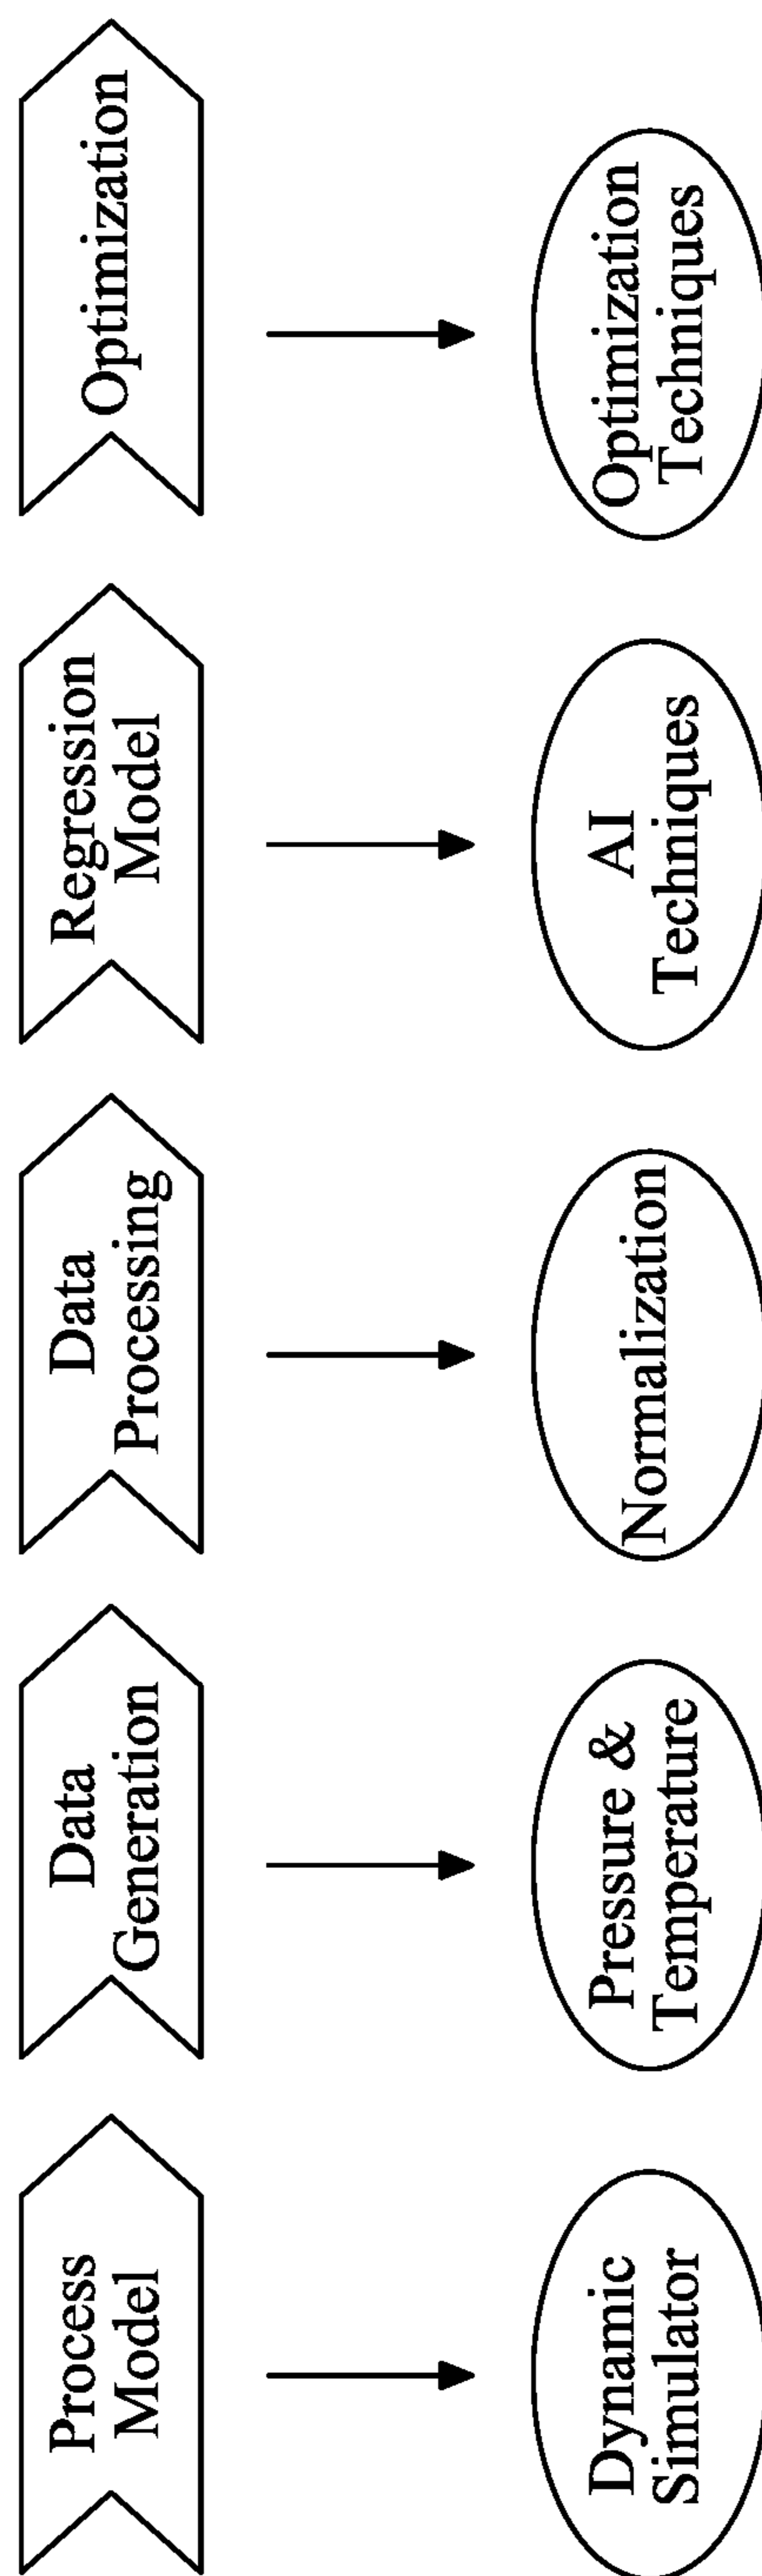 Process
Model
Data
Generation
Data
Processing
Regression
Model
Optimization
Dynamic
Simulator
Pressure &
Temperature
Normalization
AI
Techniques
Optimization
Techniques